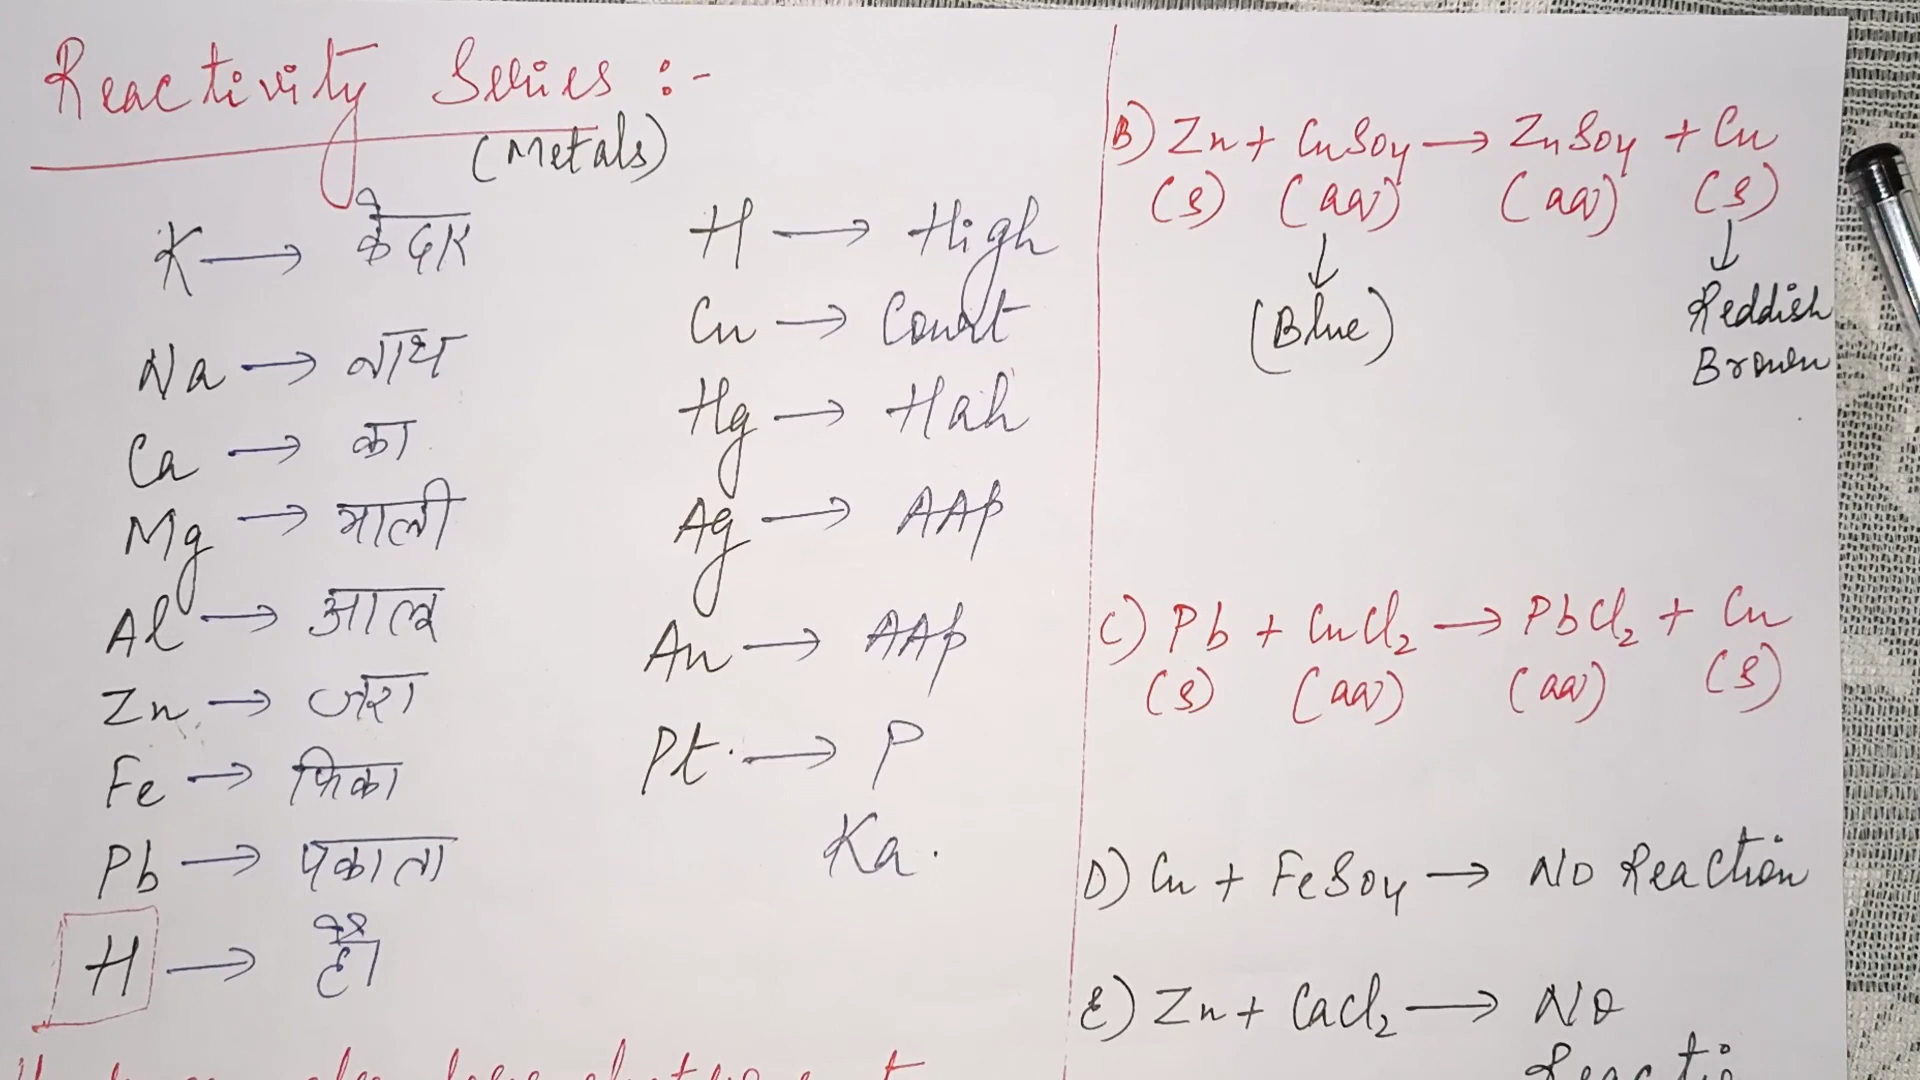 Reactivity Series :-
(Metals)
K → केदार
Na → नाथ
Ca → का
Mg → माली
Al → आलू
Zn → जरा
Fe → फिका
Pb → पकाता
H → है।
H → High
Cu → Court
Hg → Hah
Ag → AAp
Au → AAp
Pt. → P
Ka.
B) Zn + CuSO4 → ZnSO4 + Cu
(s) (aq) (aq) (s)
↓ ↓
(Blue) Reddish
Brown
C) Pb + CuCl2 → PbCl2 + Cu
(s) (aq) (aq) (s)
D) Cu + FeSO4 → No Reaction
E) Zn + CaCl2 → No